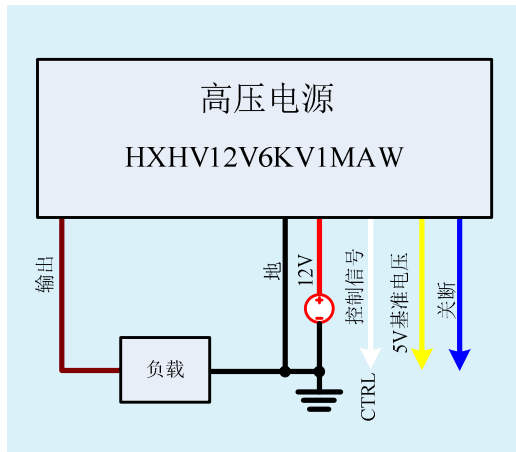 高压电源
HXHV12V6KV1MAW
输出
地
12V
控制信号
5V基准电压
关断
负载
CTRL